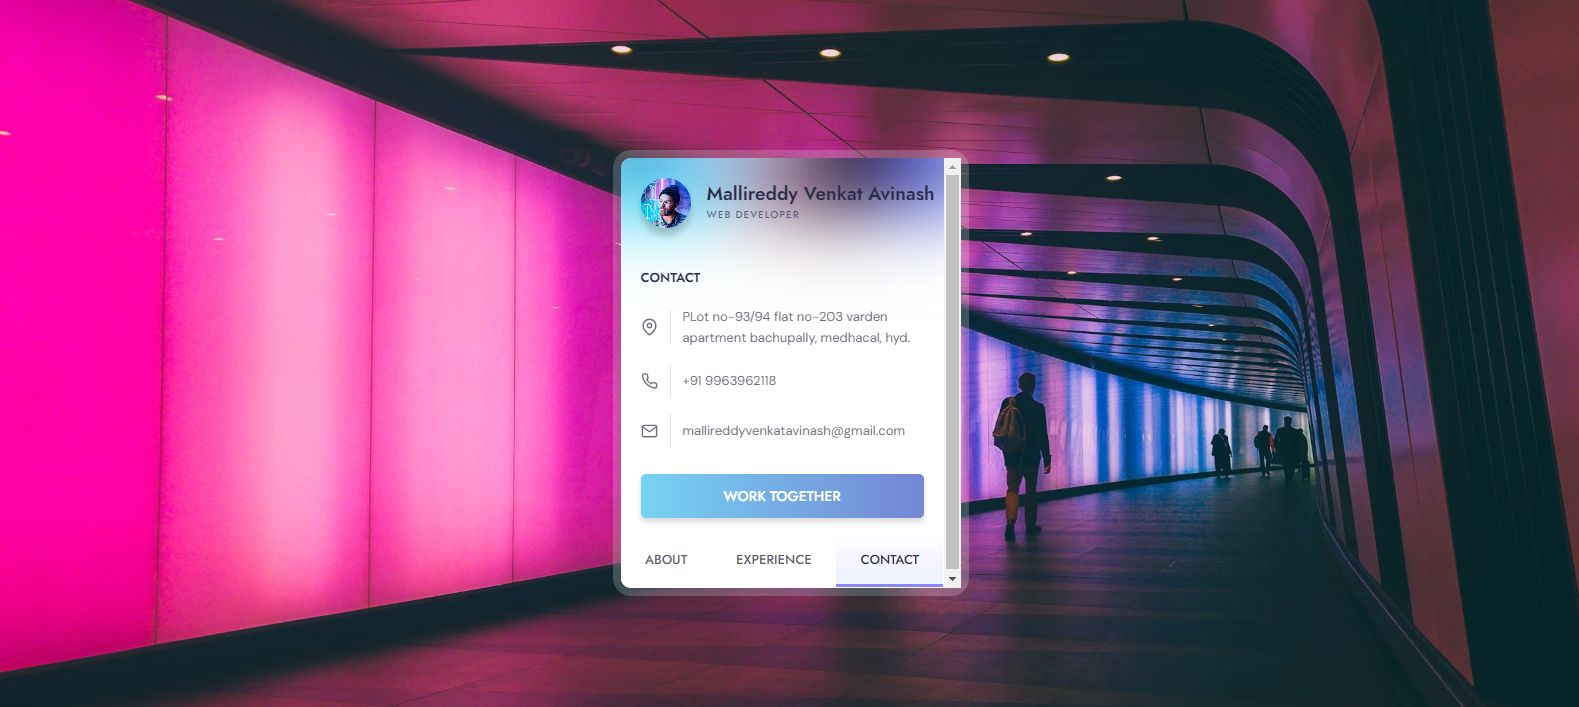 Mallireddy Venkat Avinash
WEB DEVELOPER
CONTACT
PLot no-93/94 flat no-203 varden
apartment bachupally, medhacal, hyd.
+91 9963962118
mallireddyvenkatavinash@gmail.com
WORK TOGETHER
ABOUT EXPERIENCE CONTACT